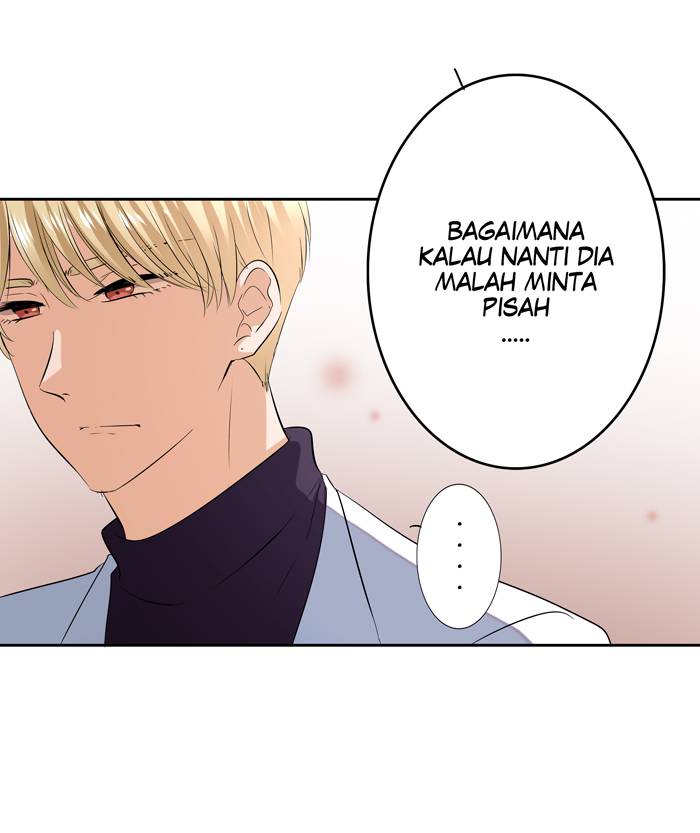 BAGAIMANA
KALAU NANTI DIA
MALAH MINTA
PISAH
.....
. . . .